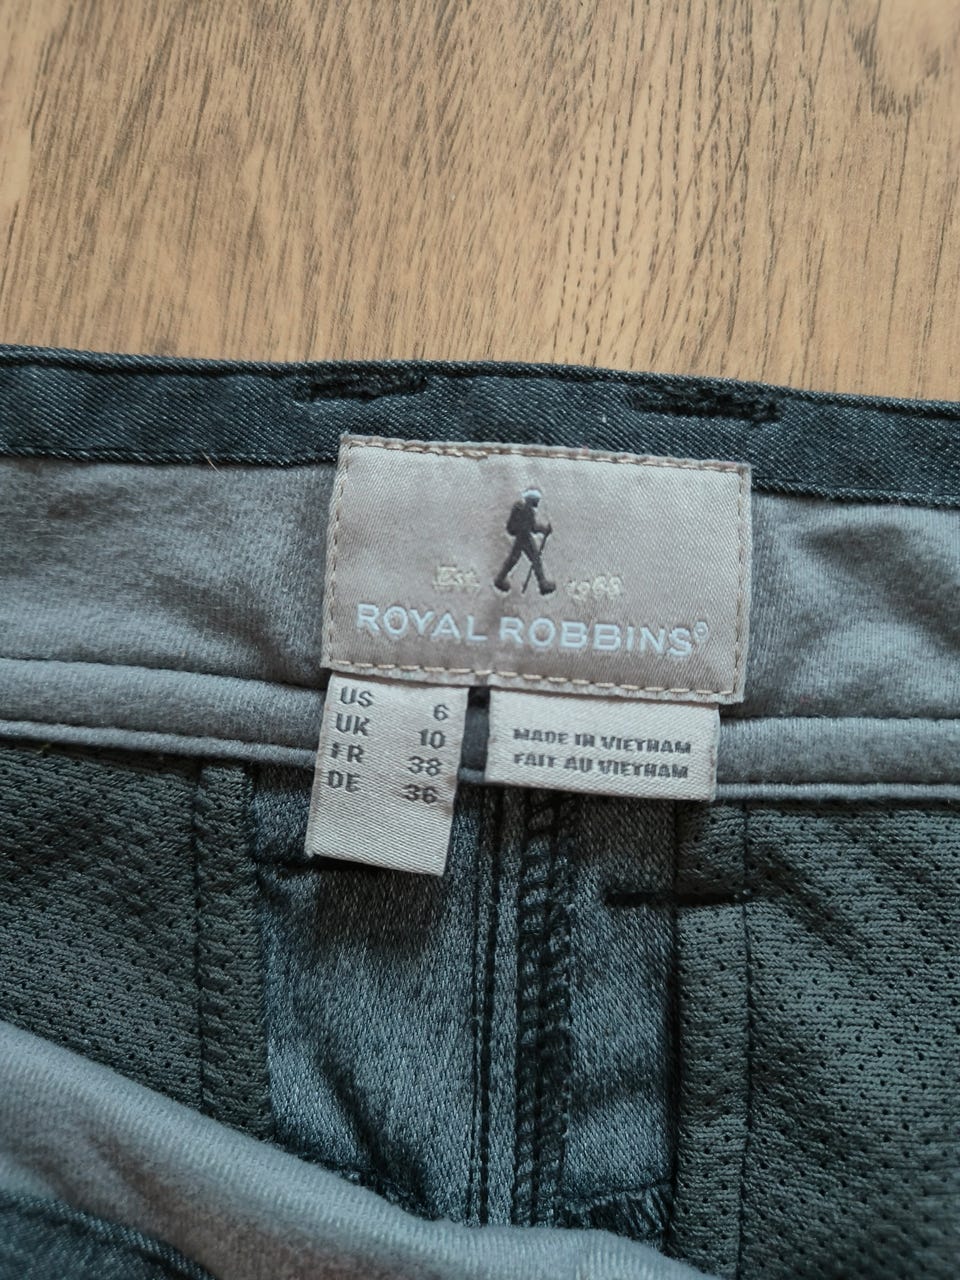 Est. 1968
ROYAL ROBBINS®
US 6
UK 10
FR 38
DE 36
MADE IN VIETNAM
FAIT AU VIETNAM